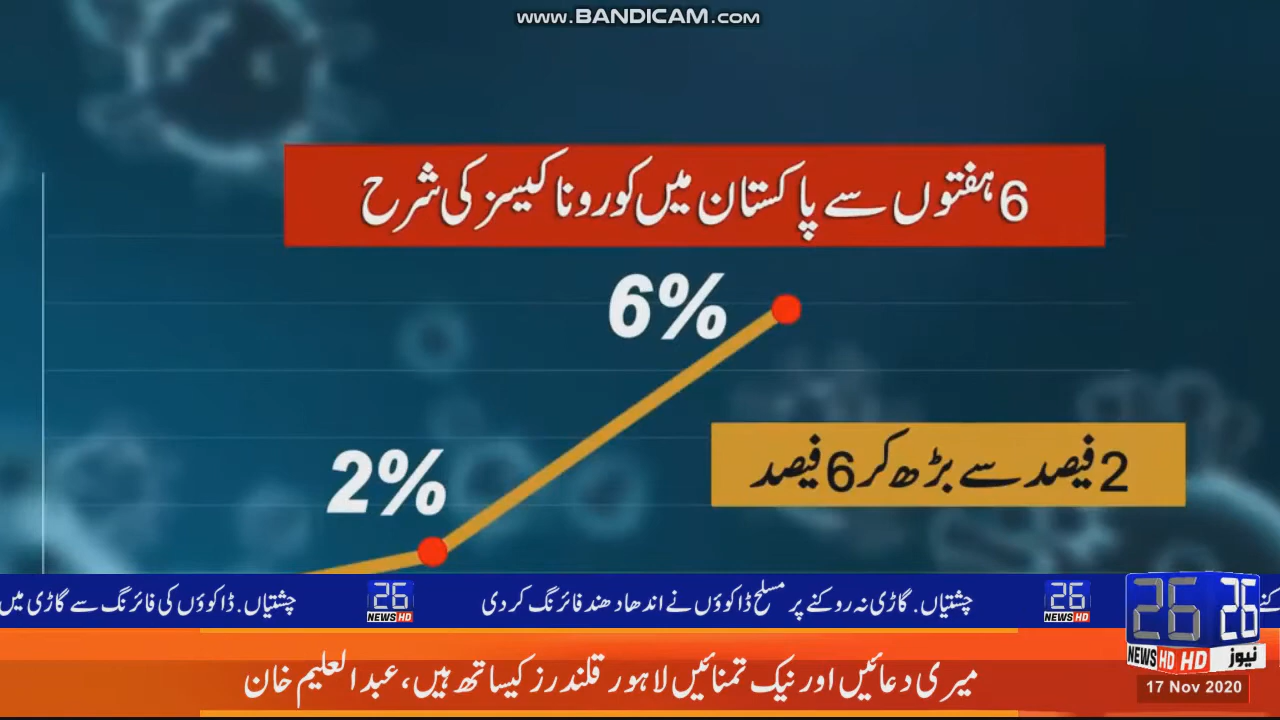 www.BANDICAM.com
6 ہفتوں سے پاکستان میں کورونا کیسز کی شرح
6%
2%
2 فیصد سے بڑھ کر 6 فیصد
چشتیاں. گاڑی نہ روکنے پر مسلح ڈاکوؤں نے اندھا دھند فائرنگ کر دی
26 NEWS HD
چشتیاں. ڈاکوؤں کی فائرنگ سے گاڑی میں
26 NEWS HD
26 26
NEWS HD HD نیوز
17 Nov 2020
میری دعائیں اور نیک تمنائیں لاہور قلندرز کیساتھ ہیں، عبدالعلیم خان